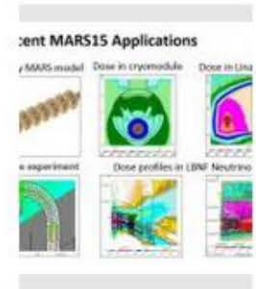 cent MARS15 Applications
y MARS model Dose in cryomodule Dose in Lina
e experiment Dose profiles in LBNF Neutrino